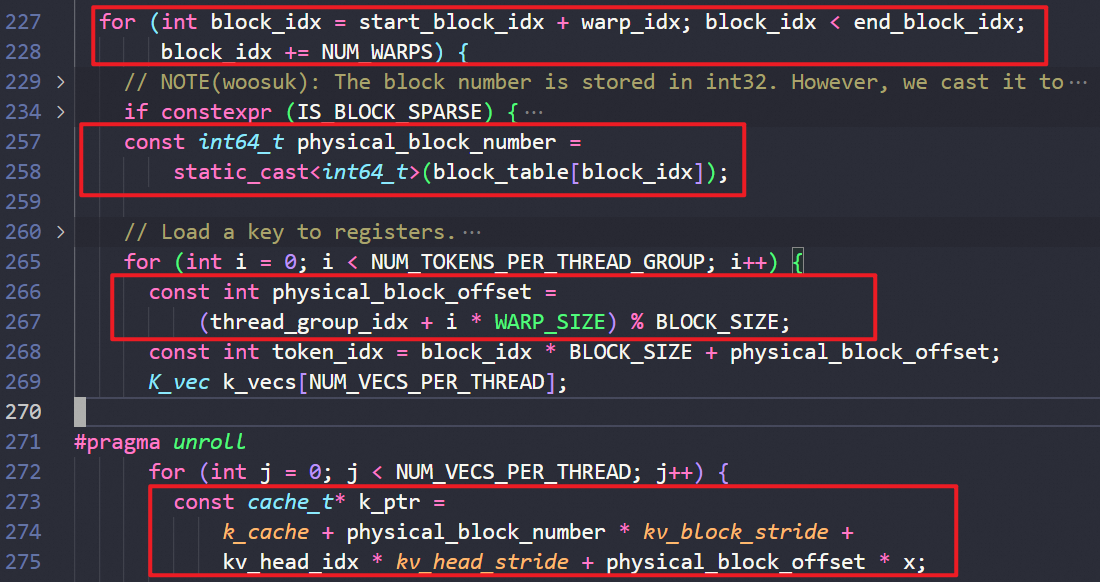 227 for (int block_idx = start_block_idx + warp_idx; block_idx < end_block_idx;
228 block_idx += NUM_WARPS) {
229 > // NOTE(woosuk): The block number is stored in int32. However, we cast it to ···
234 > if constexpr (IS_BLOCK_SPARSE) { ···
257 const int64_t physical_block_number =
258 static_cast<int64_t>(block_table[block_idx]);
259
260 > // Load a key to registers. ···
265 for (int i = 0; i < NUM_TOKENS_PER_THREAD_GROUP; i++) {
266 const int physical_block_offset =
267 (thread_group_idx + i * WARP_SIZE) % BLOCK_SIZE;
268 const int token_idx = block_idx * BLOCK_SIZE + physical_block_offset;
269 K_vec k_vecs[NUM_VECS_PER_THREAD];
270
271 #pragma unroll
272 for (int j = 0; j < NUM_VECS_PER_THREAD; j++) {
273 const cache_t* k_ptr =
274 k_cache + physical_block_number * kv_block_stride +
275 kv_head_idx * kv_head_stride + physical_block_offset * x;